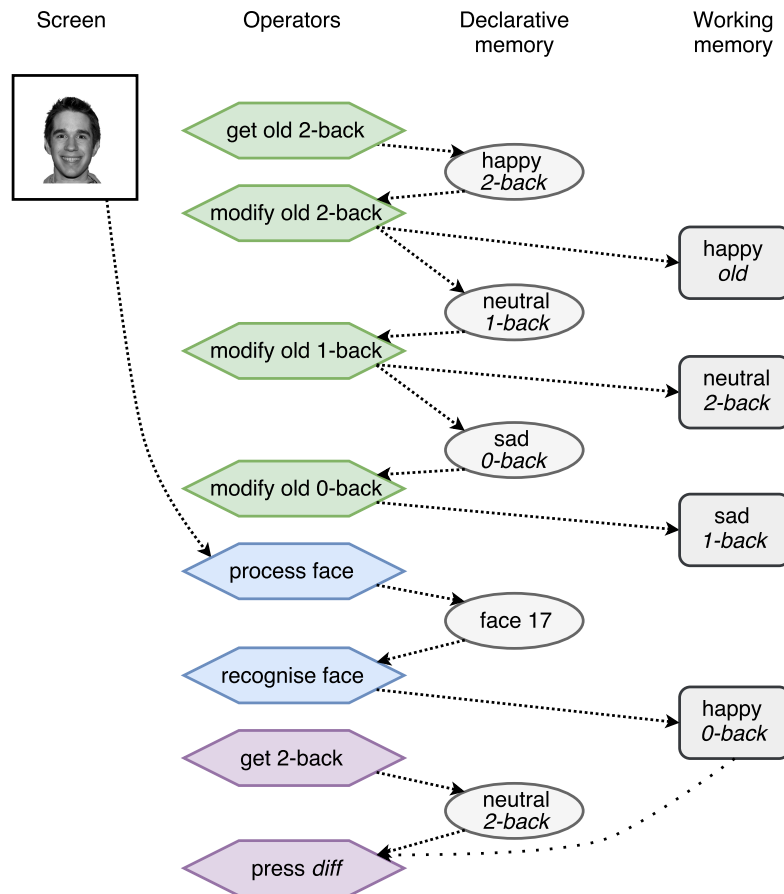 Screen
Operators
Declarative
memory
Working
memory
get old 2-back
happy
2-back
modify old 2-back
happy
old
neutral
1-back
modify old 1-back
neutral
2-back
sad
0-back
modify old 0-back
sad
1-back
process face
face 17
recognise face
happy
0-back
get 2-back
neutral
2-back
press diff